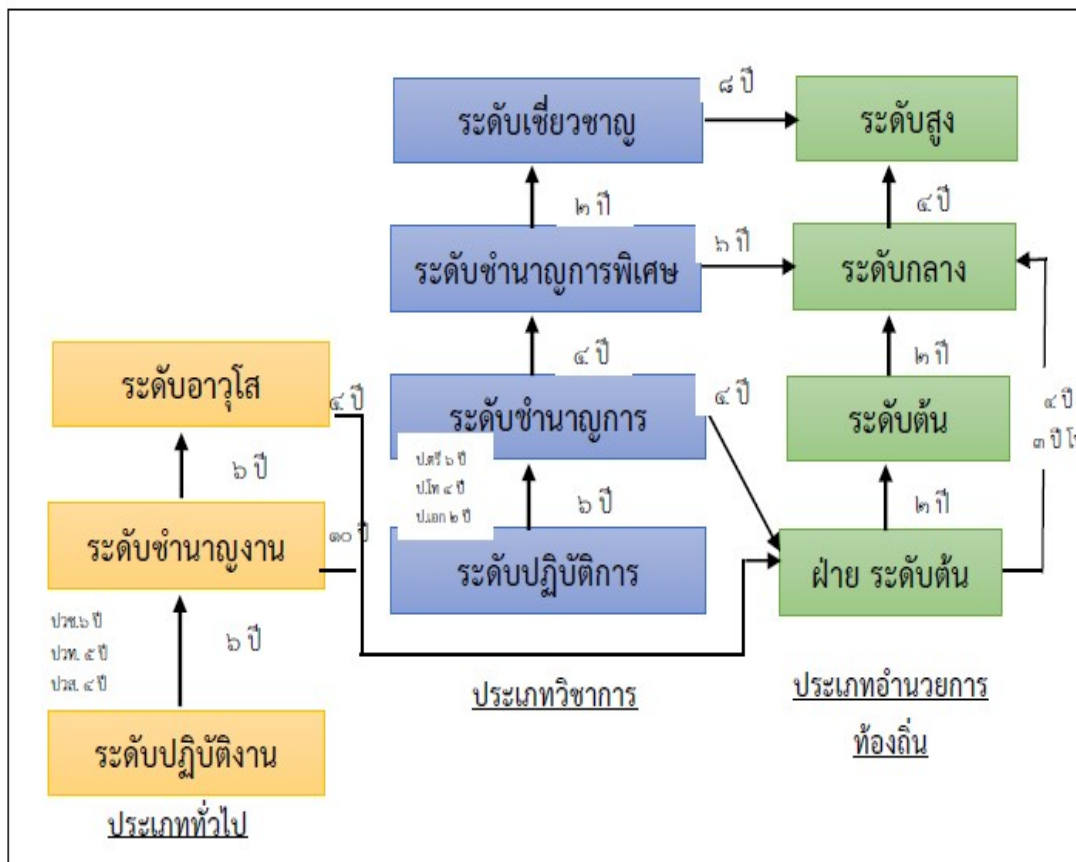 ระดับเชี่ยวชาญ
๘ ปี
ระดับสูง
๒ ปี
๔ ปี
ระดับชำนาญการพิเศษ
๖ ปี
ระดับกลาง
๔ ปี
๒ ปี
ระดับอาวุโส
๔ ปี
ระดับชำนาญการ
๔ ปี
ระดับต้น
๔ ปี
๓ ปี
๖ ปี
ป.ตรี ๖ ปี
ป.โท ๔ ปี
ป.เอก ๒ ปี
๖ ปี
๒ ปี
ระดับชำนาญงาน
๑๐ ปี
ระดับปฏิบัติการ
ฝ่าย ระดับต้น
ปวช.๖ ปี
ปวท. ๕ ปี
ปวส. ๔ ปี
๖ ปี
ประเภทวิชาการ
ประเภทอำนวยการ
ท้องถิ่น
ระดับปฏิบัติงาน
ประเภททั่วไป